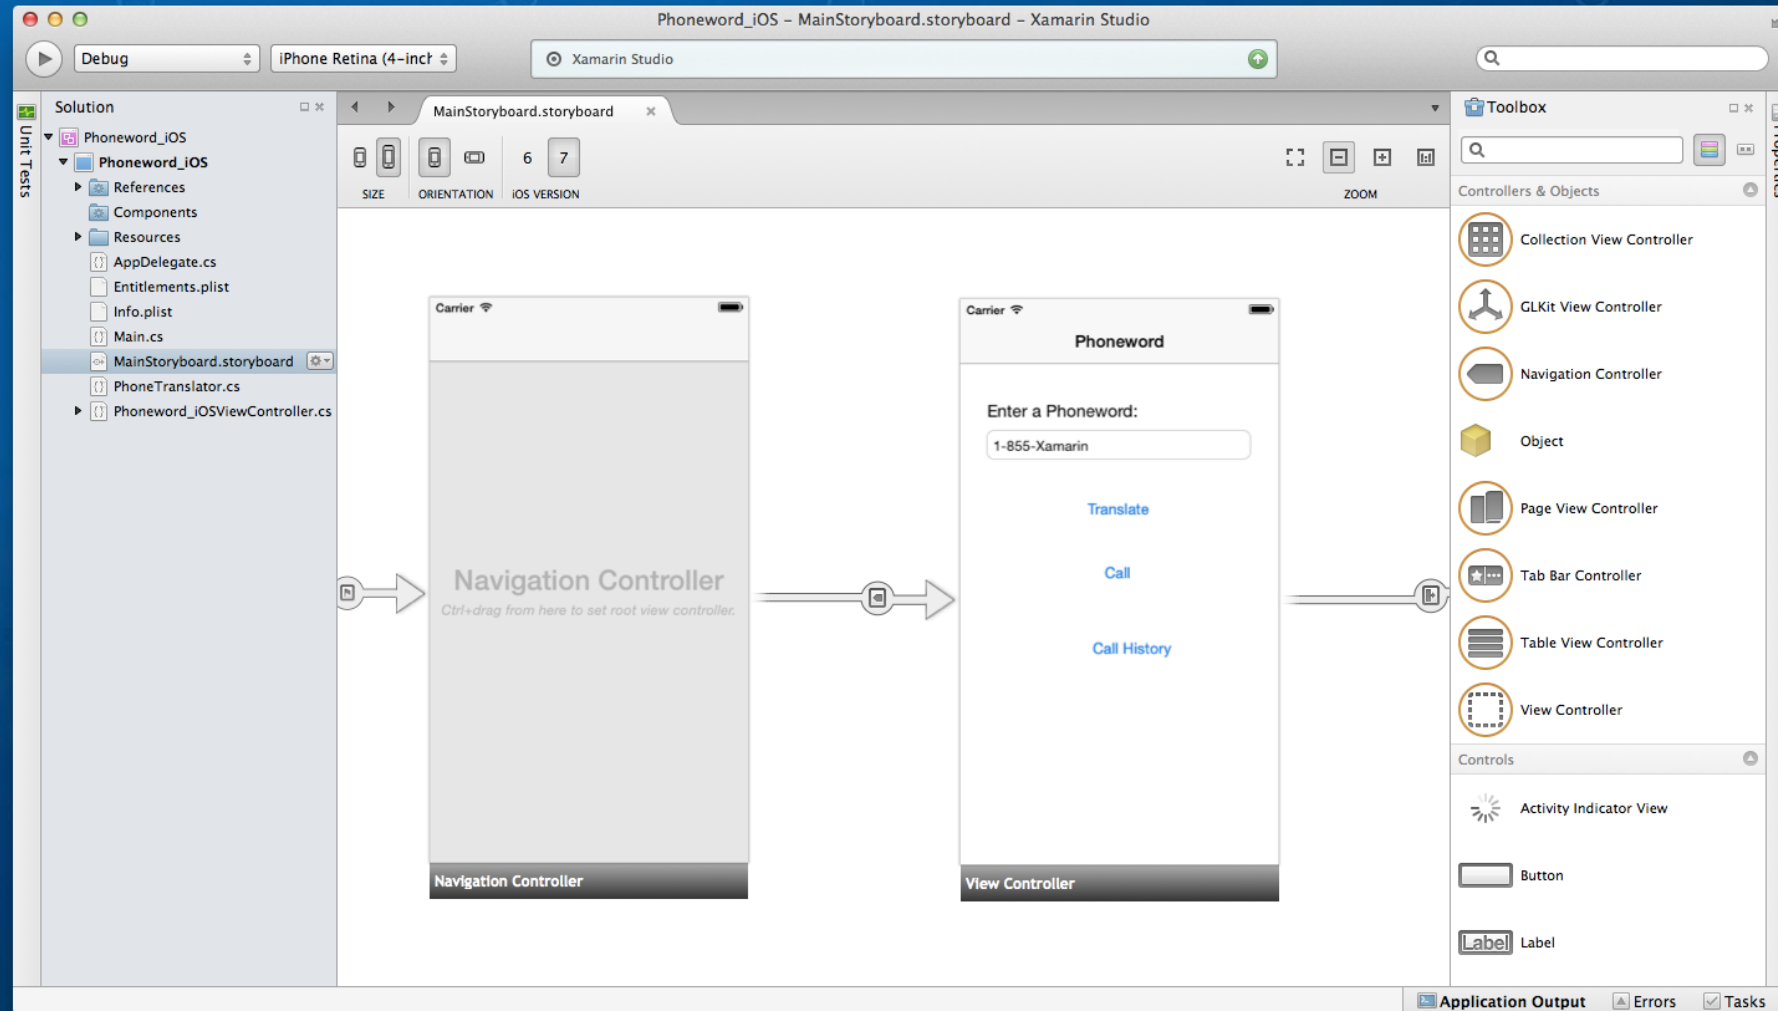 Phoneword_iOS – MainStoryboard.storyboard – Xamarin Studio
Debug
iPhone Retina (4-inch
Xamarin Studio
Unit Tests
Solution
Phoneword_iOS
Phoneword_iOS
References
Components
Resources
AppDelegate.cs
Entitlements.plist
Info.plist
Main.cs
MainStoryboard.storyboard
PhoneTranslator.cs
Phoneword_iOSViewController.cs
MainStoryboard.storyboard
6
7
SIZE
ORIENTATION
iOS VERSION
ZOOM
Carrier
Navigation Controller
Ctrl+drag from here to set root view controller.
Navigation Controller
Carrier
Phoneword
Enter a Phoneword:
1-855-Xamarin
Translate
Call
Call History
View Controller
Toolbox
Controllers & Objects
Collection View Controller
GLKit View Controller
Navigation Controller
Object
Page View Controller
Tab Bar Controller
Table View Controller
View Controller
Controls
Activity Indicator View
Button
Label
Label
Application Output
Errors
Tasks